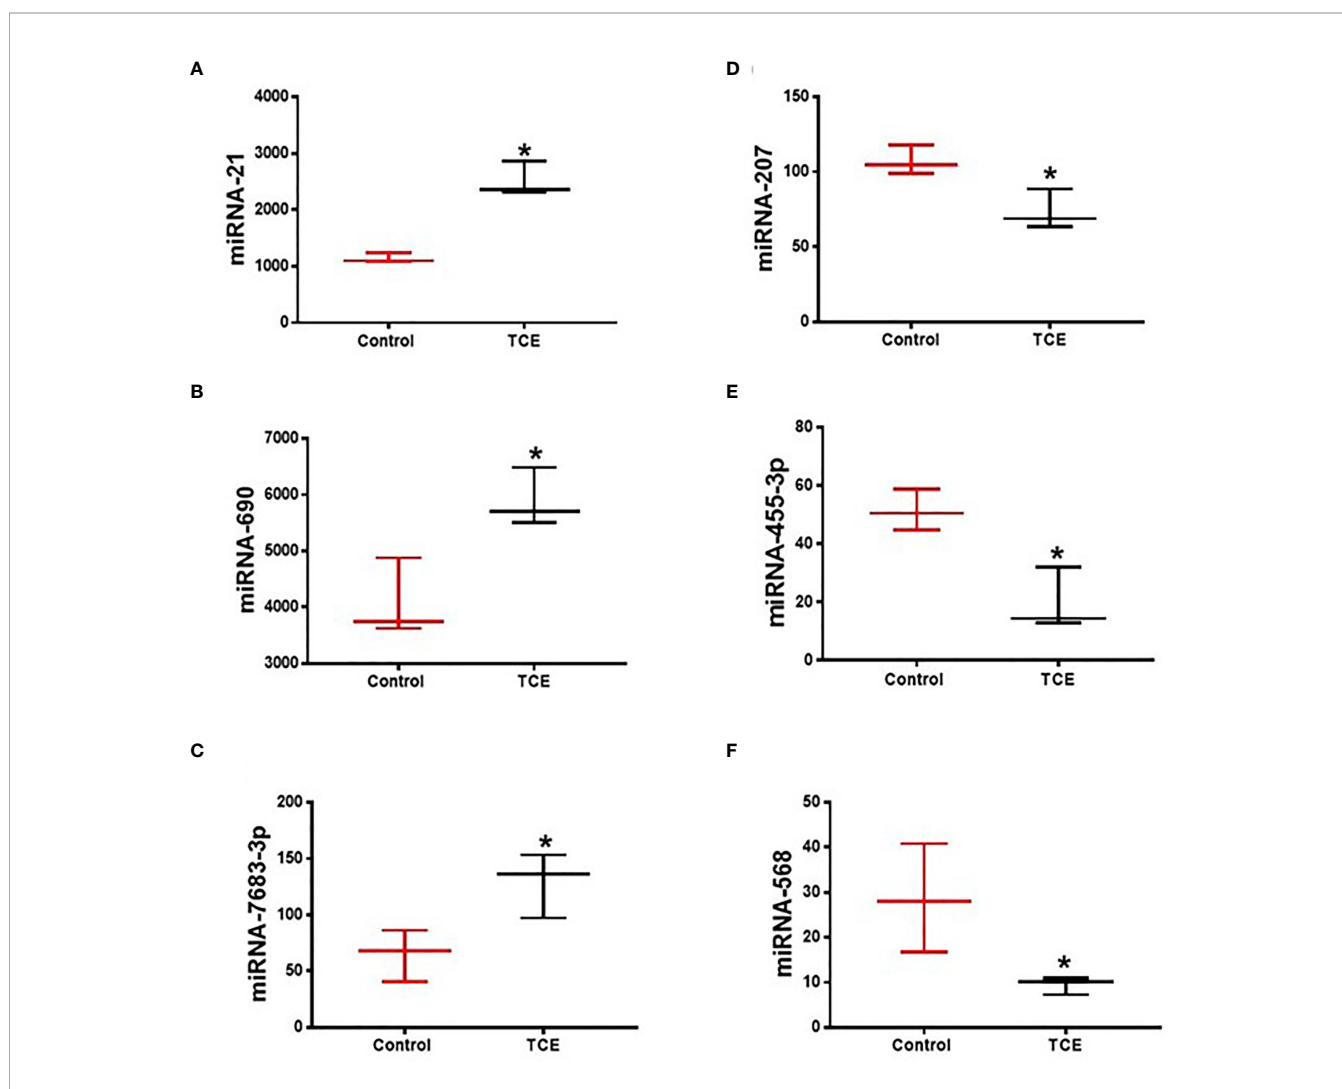 A
miRNA-21
4000
3000
2000
1000
0
*
Control TCE
D
miRNA-207
150
100
50
0
*
Control TCE
B
miRNA-690
7000
6000
5000
4000
3000
*
Control TCE
E
miRNA-455-3p
80
60
40
20
0
*
Control TCE
C
miRNA-7683-3p
200
150
100
50
0
*
Control TCE
F
miRNA-568
50
40
30
20
10
0
*
Control TCE